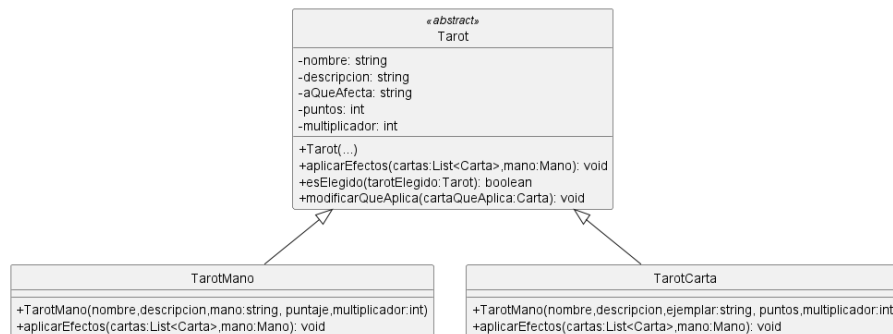 «abstract»
Tarot
-nombre: string
-descripcion: string
-aQueAfecta: string
-puntos: int
-multiplicador: int
+Tarot(...)
+aplicarEfectos(cartas:List<Carta>,mano:Mano): void
+esElegido(tarotElegido:Tarot): boolean
+modificarQueAplica(cartaQueAplica:Carta): void
TarotMano
+TarotMano(nombre,descripcion,mano:string, puntaje,multiplicador:int)
+aplicarEfectos(cartas:List<Carta>,mano:Mano): void
TarotCarta
+TarotMano(nombre,descripcion,ejemplar:string, puntos,multiplicador:int
+aplicarEfectos(cartas:List<Carta>,mano:Mano): void